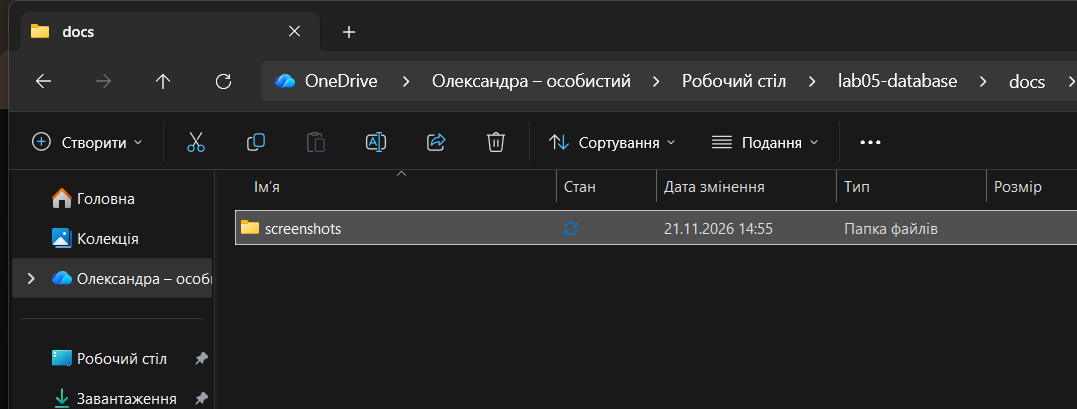 docs
OneDrive > Олександра – особистий > Робочий стіл > lab05-database > docs >
Створити Сортування Подання
Ім’я Стан Дата змінення Тип Розмір
Головна
screenshots 21.11.2026 14:55 Папка файлів
Колекція
Олександра – особ
Робочий стіл
Завантаження